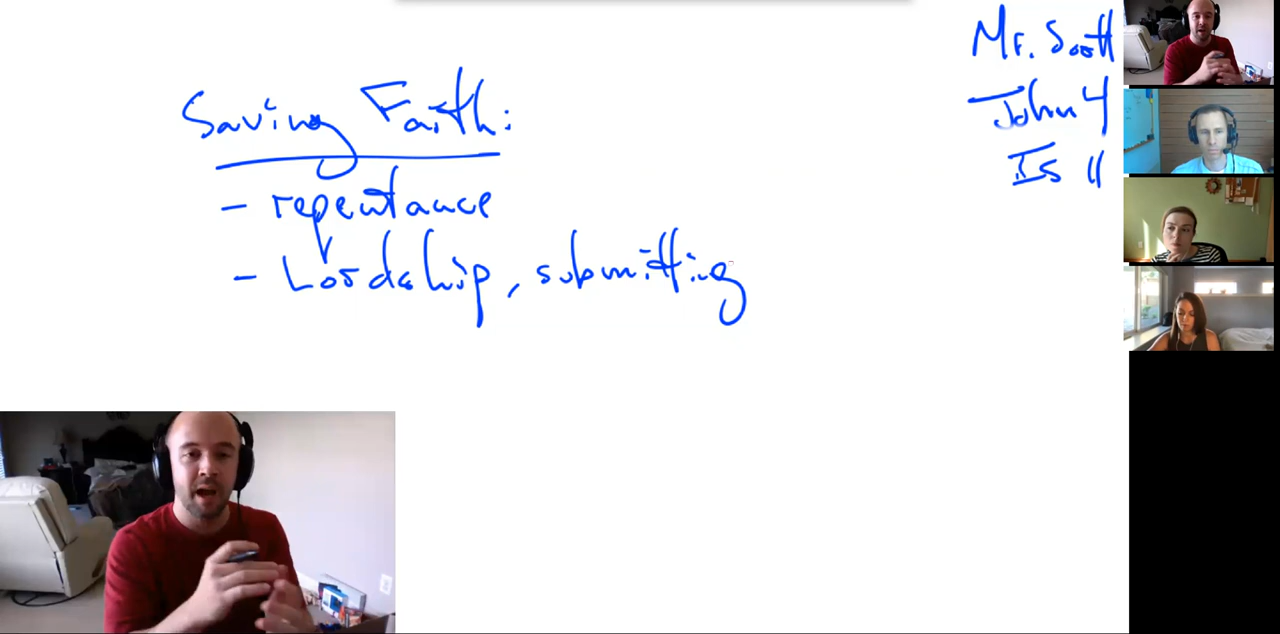 Saving Faith:
- repentance
- Lordship, submitting
Mr. Scott
John 4
Is 11